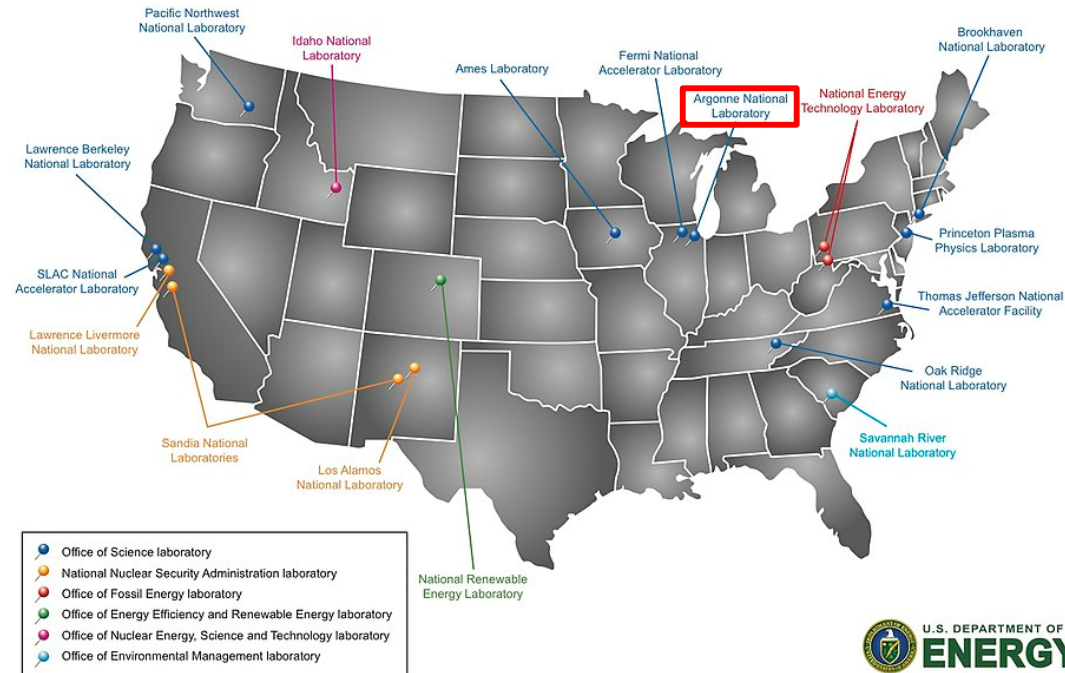 Pacific Northwest
National Laboratory
Idaho National
Laboratory
Ames Laboratory
Fermi National
Accelerator Laboratory
Argonne National
Laboratory
National Energy
Technology Laboratory
Brookhaven
National Laboratory
Lawrence Berkeley
National Laboratory
SLAC National
Accelerator Laboratory
Lawrence Livermore
National Laboratory
Sandia National
Laboratories
Los Alamos
National Laboratory
National Renewable
Energy Laboratory
Princeton Plasma
Physics Laboratory
Thomas Jefferson National
Accelerator Facility
Oak Ridge
National Laboratory
Savannah River
National Laboratory
Office of Science laboratory
National Nuclear Security Administration laboratory
Office of Fossil Energy laboratory
Office of Energy Efficiency and Renewable Energy laboratory
Office of Nuclear Energy, Science and Technology laboratory
Office of Environmental Management laboratory
U.S. DEPARTMENT OF
ENERGY